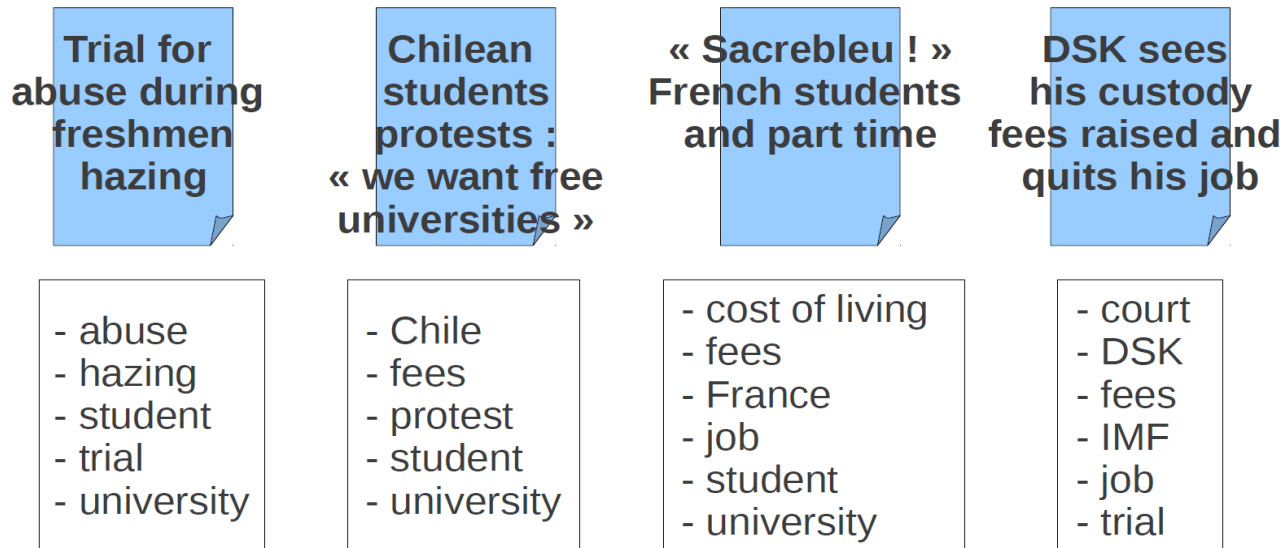 Trial for
abuse during
freshmen
hazing
Chilean
students
protests :
« we want free
universities »
« Sacrebleu ! »
French students
and part time
DSK sees
his custody
fees raised and
quits his job
- abuse
- hazing
- student
- trial
- university
- Chile
- fees
- protest
- student
- university
- cost of living
- fees
- France
- job
- student
- university
- court
- DSK
- fees
- IMF
- job
- trial